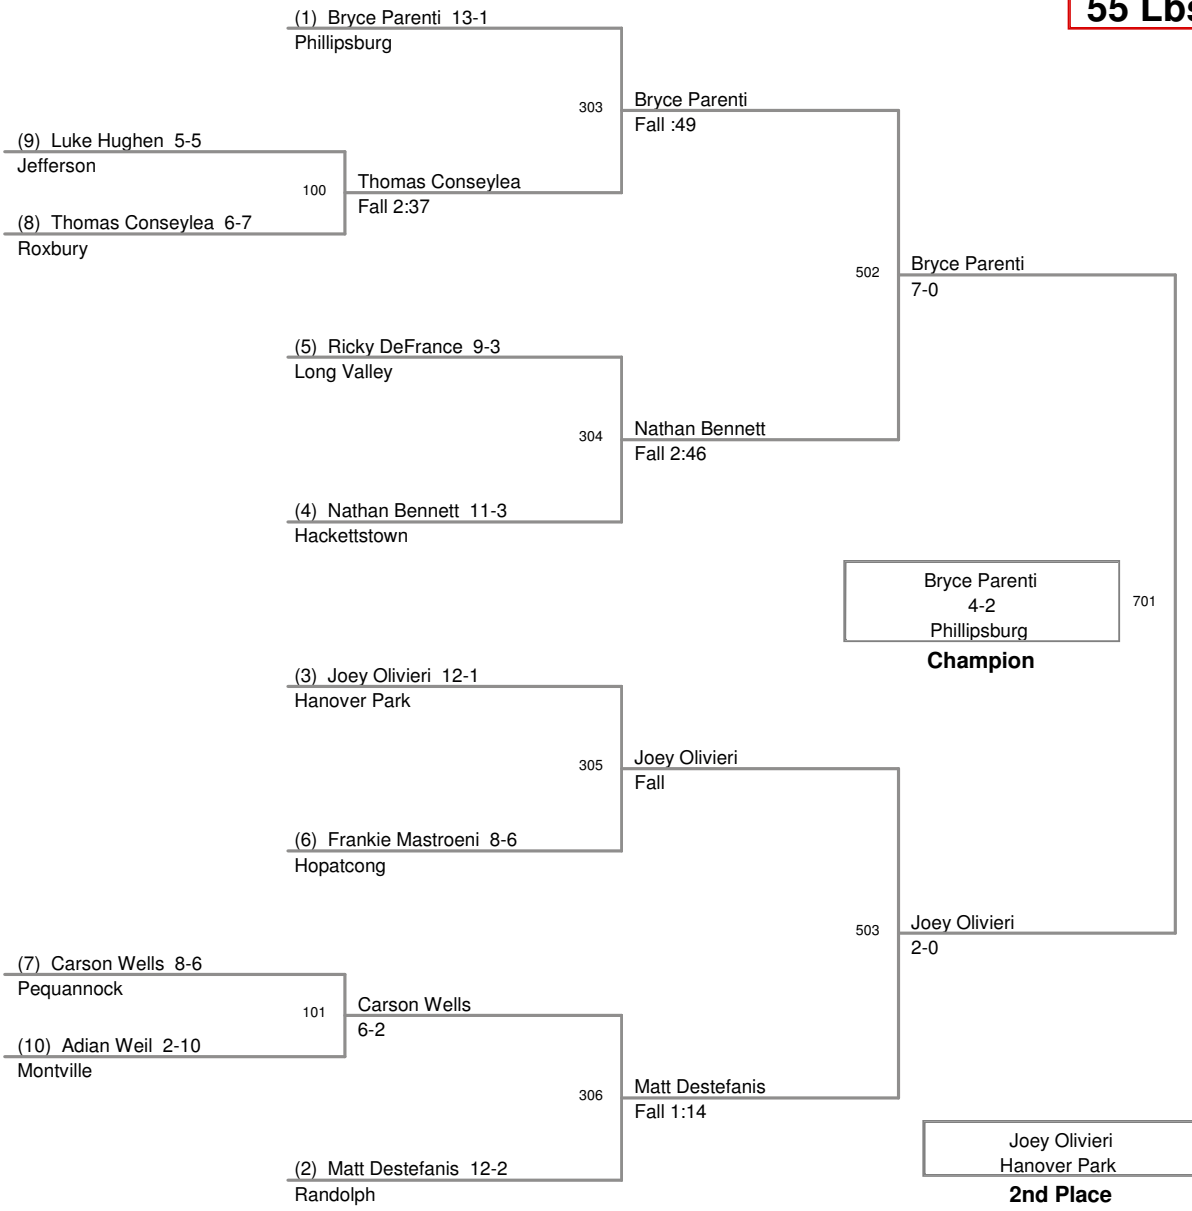 55 Lbs
(1) Bryce Parenti 13-1
Phillipsburg
303
Bryce Parenti
Fall :49
(9) Luke Hughen 5-5
Jefferson
100
Thomas Conseylea
Fall 2:37
(8) Thomas Conseylea 6-7
Roxbury
502
Bryce Parenti
7-0
(5) Ricky DeFrance 9-3
Long Valley
304
Nathan Bennett
Fall 2:46
(4) Nathan Bennett 11-3
Hackettstown
Bryce Parenti
4-2
Phillipsburg
Champion
701
(3) Joey Olivieri 12-1
Hanover Park
305
Joey Olivieri
Fall
(6) Frankie Mastroeni 8-6
Hopatcong
503
Joey Olivieri
2-0
(7) Carson Wells 8-6
Pequannock
101
Carson Wells
6-2
(10) Adian Weil 2-10
Montville
306
Matt Destefanis
Fall 1:14
(2) Matt Destefanis 12-2
Randolph
Joey Olivieri
Hanover Park
2nd Place